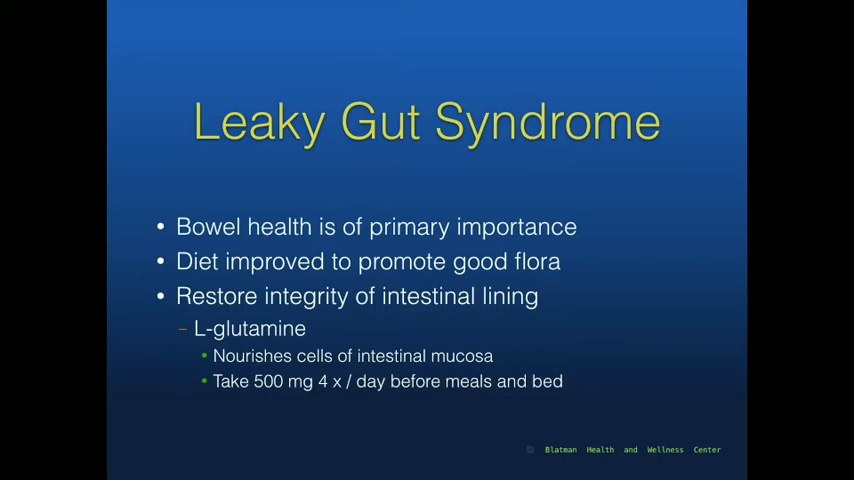 Leaky Gut Syndrome
• Bowel health is of primary importance
• Diet improved to promote good flora
• Restore integrity of intestinal lining
– L-glutamine
• Nourishes cells of intestinal mucosa
• Take 500 mg 4 x / day before meals and bed
Blatman Health and Wellness Center